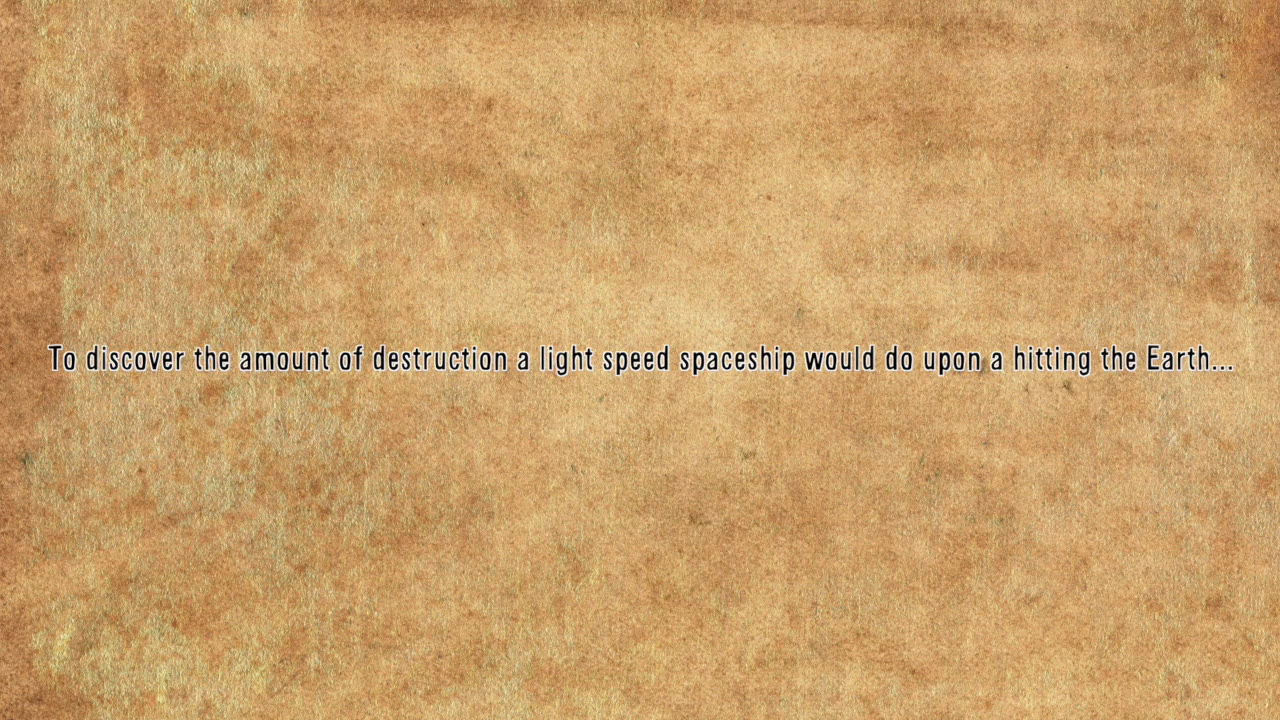 To discover the amount of destruction a light speed spaceship would do upon a hitting the Earth...